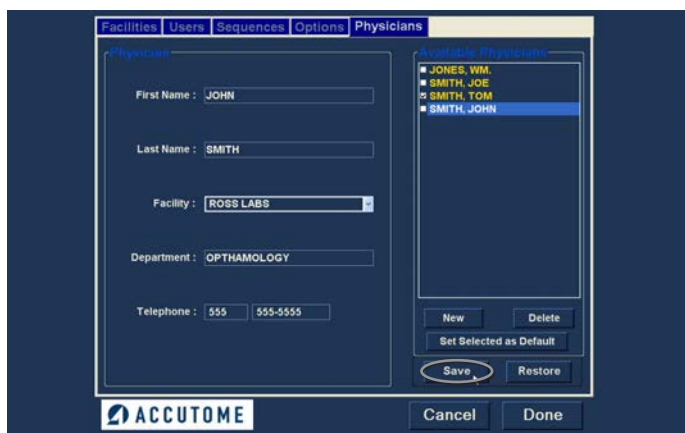 Facilities Users Sequences Options Physicians
Physician
First Name : JOHN
Last Name : SMITH
Facility : ROSS LABS
Department : OPTHAMOLOGY
Telephone : 555 555-5555
Available Physicians
JONES, WM.
SMITH, JOE
SMITH, TOM
SMITH, JOHN
New Delete
Set Selected as Default
Save Restore
ACCUTOME
Cancel Done